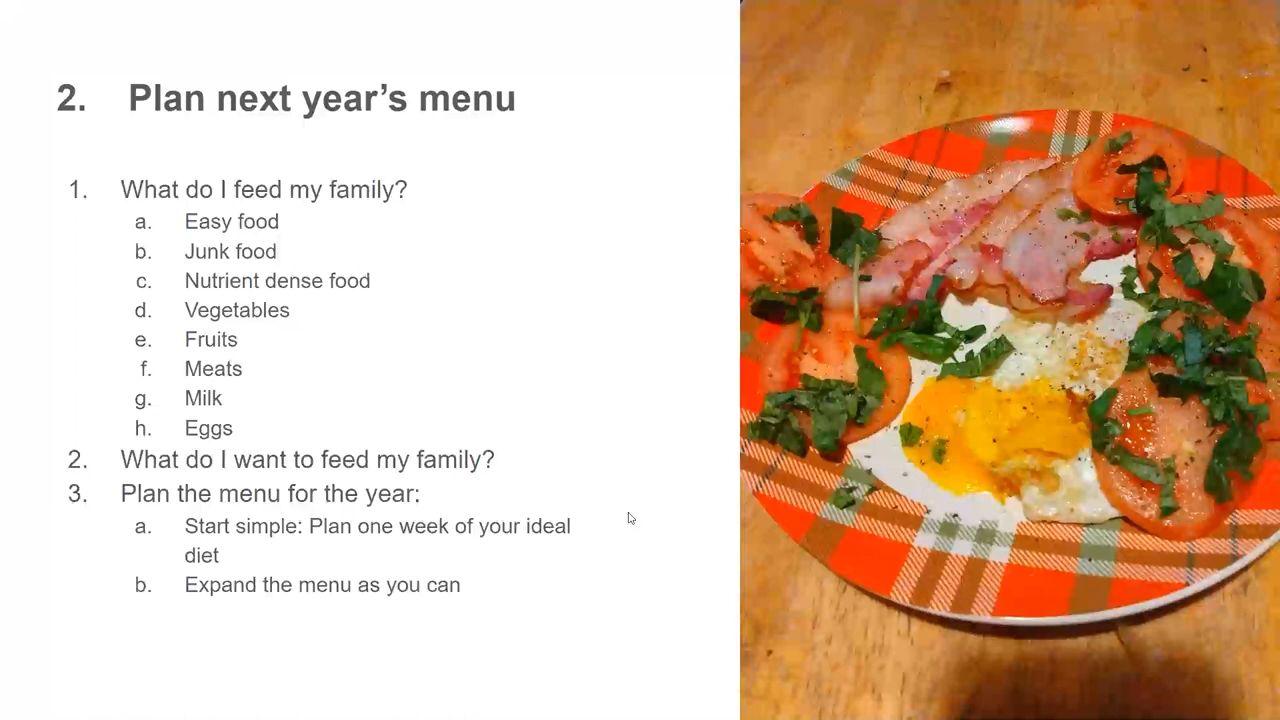 2. Plan next year’s menu
1. What do I feed my family?
a. Easy food
b. Junk food
c. Nutrient dense food
d. Vegetables
e. Fruits
f. Meats
g. Milk
h. Eggs
2. What do I want to feed my family?
3. Plan the menu for the year:
a. Start simple: Plan one week of your ideal
diet
b. Expand the menu as you can